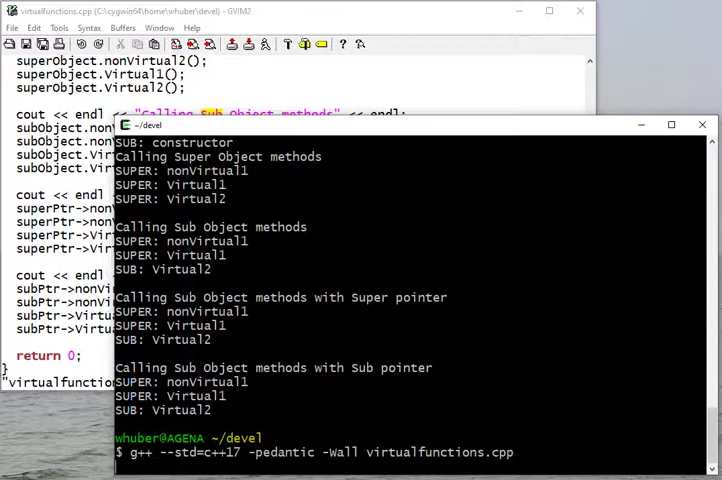 virtualfunctions.cpp (C:\cygwin64\home\whuber\devel) - GVIM2
File Edit Tools Syntax Buffers Window Help
superObject.nonVirtual2();
superObject.Virtual1();
superObject.Virtual2();
cout << endl << "Calling Sub Object methods" << endl;
subObject.non
subObject.non
subObject.Vir
subObject.Vir
cout << endl
superPtr->non
superPtr->non
superPtr->Vir
superPtr->Vir
cout << endl
subPtr->nonV
subPtr->nonV
subPtr->Virtu
subPtr->Virtu
return 0;
}
"virtualfunction
~/devel
SUB: constructor
Calling Super Object methods
SUPER: nonVirtual1
SUPER: Virtual1
SUPER: Virtual2
Calling Sub Object methods
SUPER: nonVirtual1
SUPER: Virtual1
SUB: Virtual2
Calling Sub Object methods with Super pointer
SUPER: nonVirtual1
SUPER: Virtual1
SUB: Virtual2
Calling Sub Object methods with Sub pointer
SUPER: nonVirtual1
SUPER: Virtual1
SUB: Virtual2
whuber@AGENA ~/devel
$ g++ --std=c++17 -pedantic -Wall virtualfunctions.cpp